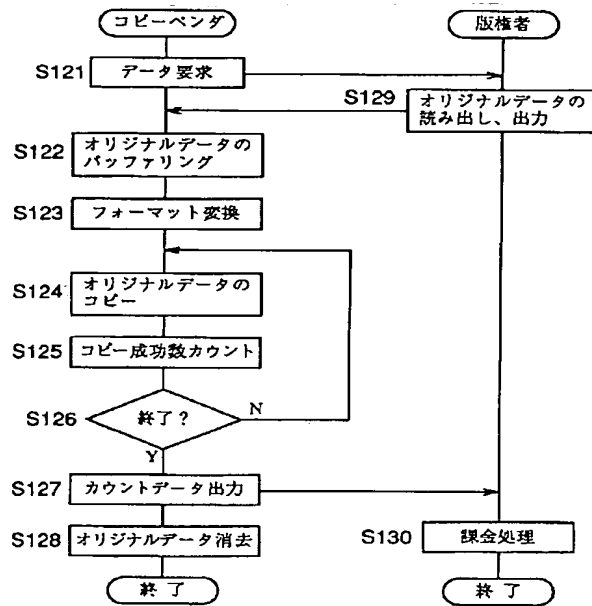 コピーベンダ
版権者
S121
データ要求
S129
オリジナルデータの
読み出し、出力
S122
オリジナルデータの
バッファリング
S123
フォーマット変換
S124
オリジナルデータの
コピー
S125
コピー成功数カウント
S126
終了?
N
Y
S127
カウントデータ出力
S128
オリジナルデータ消去
S130
課金処理
終了
終了